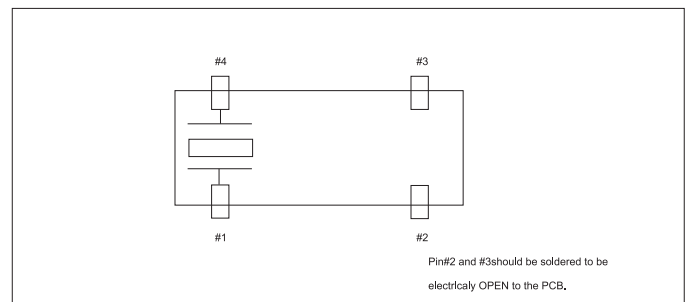 #4 #3
#1 #2
Pin#2 and #3should be soldered to be
electrlcaly OPEN to the PCB.